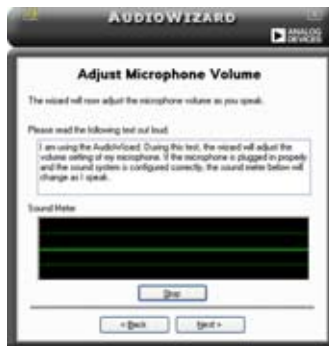 AUDIOWIZARD
ANALOG
DEVICES
Adjust Microphone Volume
The wizard will now adjust the microphone volume as you speak.
Please read the following text out loud.
I am using the AudioWizard. During this test, the wizard will adjust the
volume setting of my microphone. If the microphone is plugged in properly
and the sound system is configured correctly, the sound meter below will
change as I speak.
Sound Meter
Stop
< Back
Next >